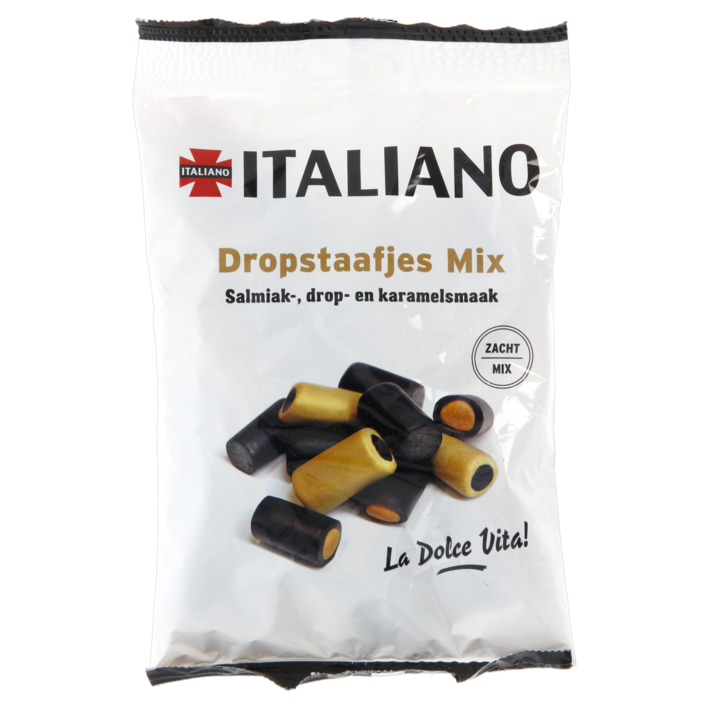 ITALIANO
ITALIANO
Dropstaafjes Mix
Salmiak-, drop- en karamelsmaak
ZACHT
MIX
La Dolce Vita!